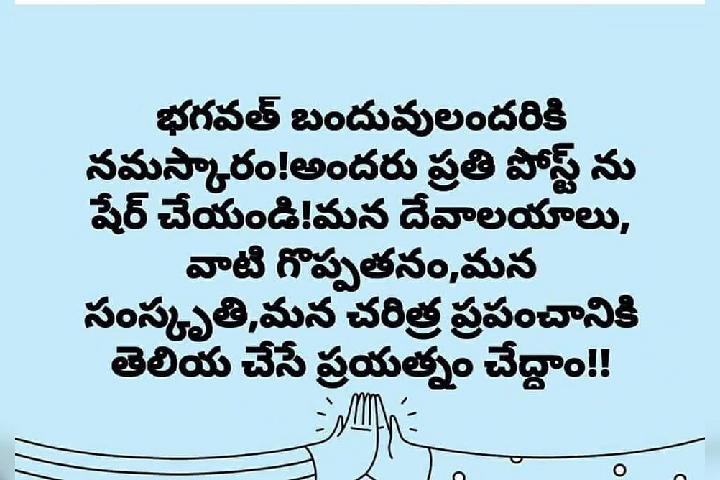 భగవత్ బందువులందరికి
నమస్కారం!అందరు ప్రతి పోస్ట్ ను
షేర్ చేయండి!మన దేవాలయాలు,
వాటి గొప్పతనం,మన
సంస్కృతి,మన చరిత్ర ప్రపంచానికి
తెలియ చేసే ప్రయత్నం చేద్దాం!!